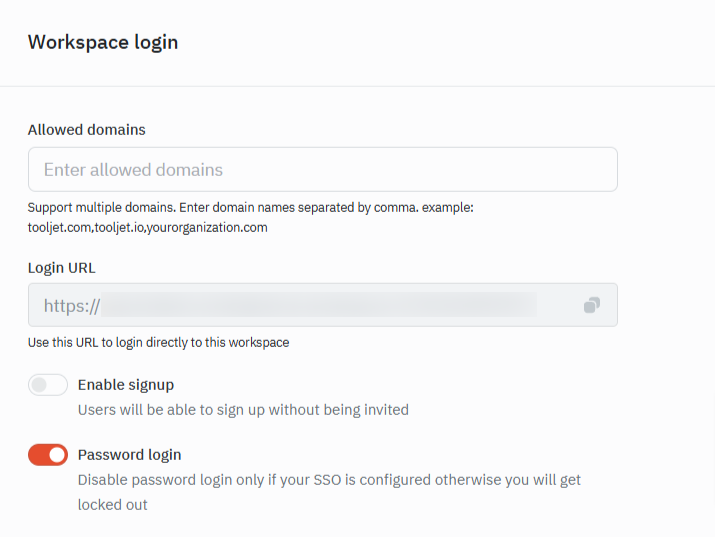 Workspace login
Allowed domains
Enter allowed domains
Support multiple domains. Enter domain names separated by comma. example:
tooljet.com,tooljet.io,yourorganization.com
Login URL
https://
Use this URL to login directly to this workspace
Enable signup
Users will be able to sign up without being invited
Password login
Disable password login only if your SSO is configured otherwise you will get
locked out